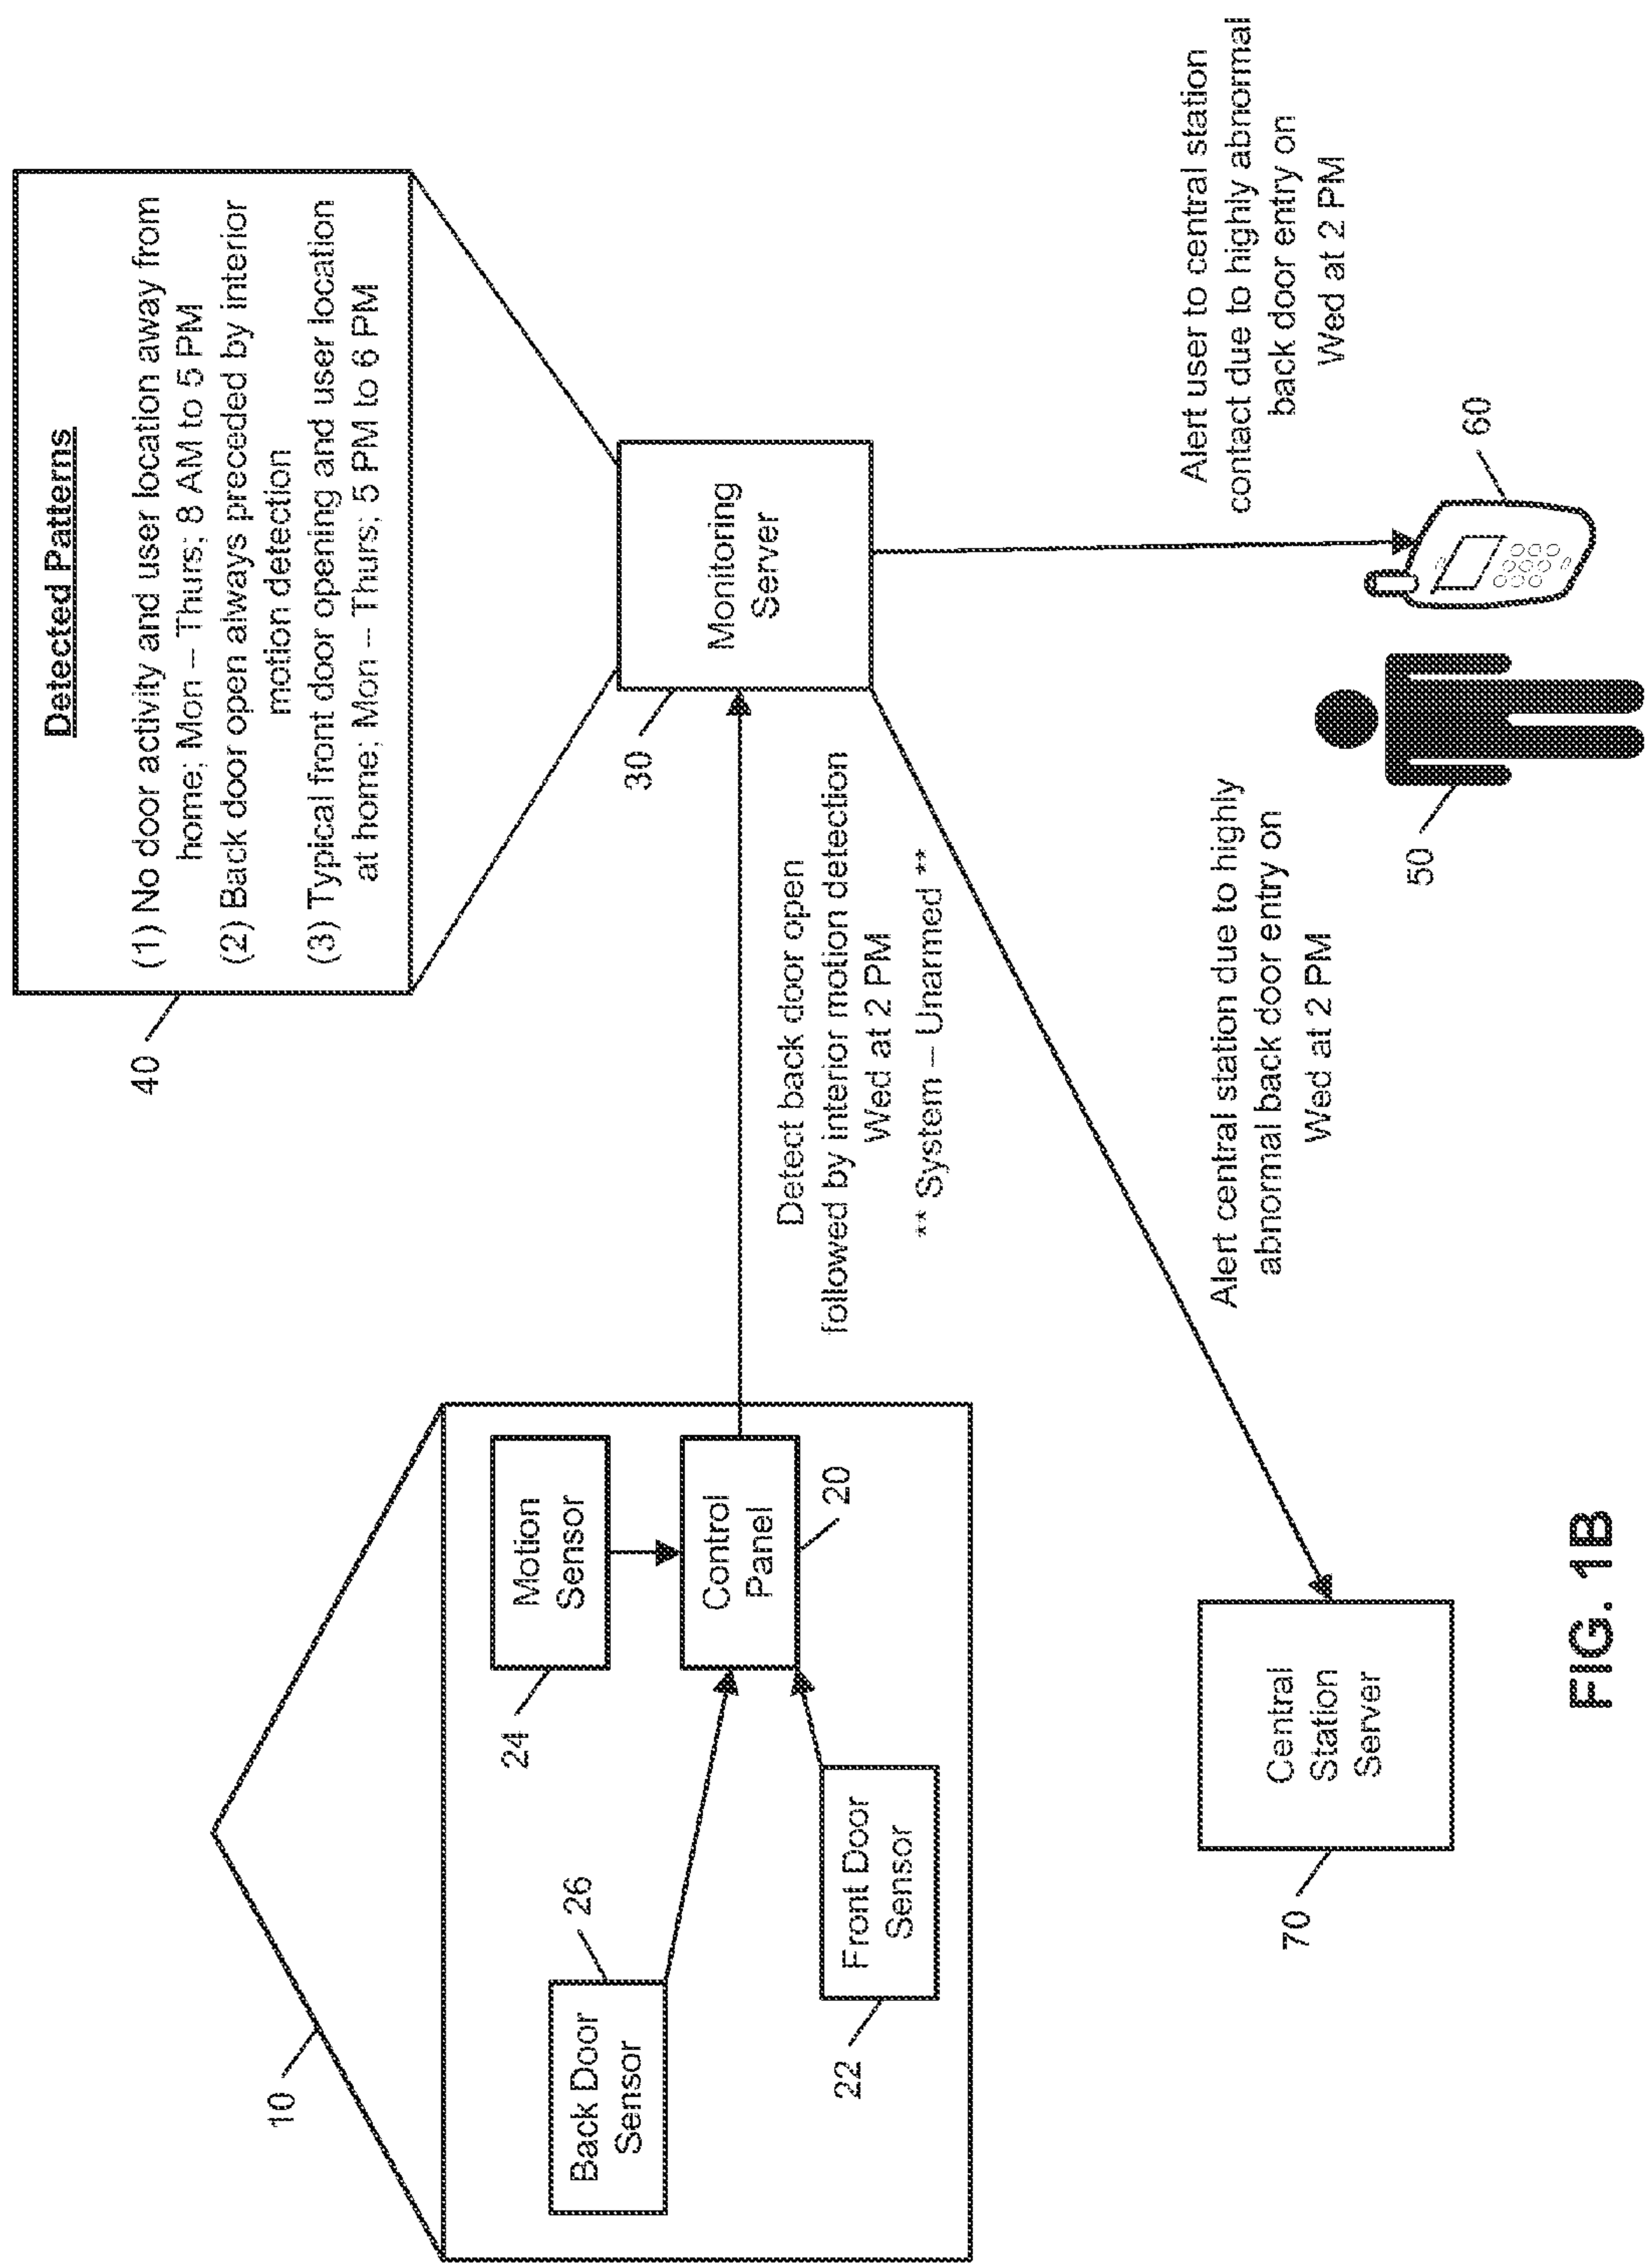 Detected Patterns
(1) No door activity and user location away from
home; Mon – Thurs; 8 AM to 5 PM
(2) Back door open always preceded by interior
motion detection
(3) Typical front door opening and user location
at home; Mon – Thurs; 5 PM to 6 PM
40
10
Back Door
Sensor
26
Motion
Sensor
24
Control
Panel
20
Front Door
Sensor
22
Monitoring
Server
30
Detect back door open
followed by interior motion detection
Wed at 2 PM
** System – Unarmed **
Alert central station due to highly
abnormal back door entry on
Wed at 2 PM
Alert user to central station
contact due to highly abnormal
back door entry on
Wed at 2 PM
Central
Station
Server
70
50
60
FIG. 1B